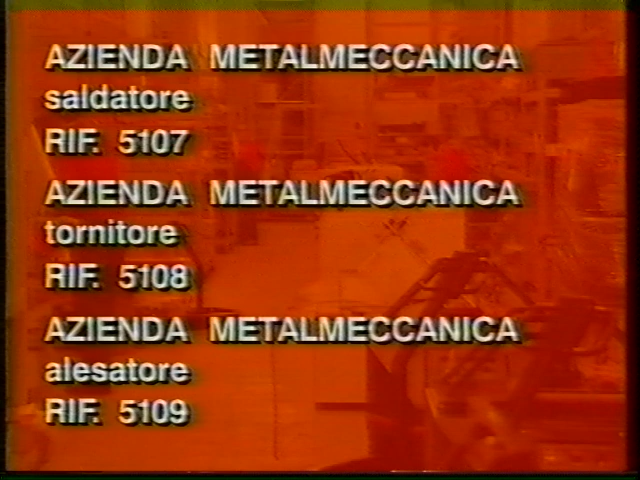 AZIENDA METALMECCANICA
saldatore
RIF. 5107
AZIENDA METALMECCANICA
tornitore
RIF. 5108
AZIENDA METALMECCANICA
alesatore
RIF. 5109